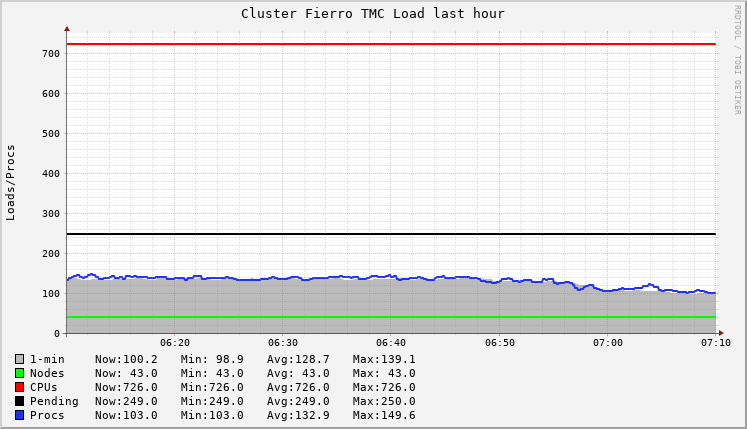 Cluster Fierro TMC Load last hour
RRDTOOL / TOBI OETIKER
Loads/Procs
700
600
500
400
300
200
100
0
06:20 06:30 06:40 06:50 07:00 07:10
1-min Now:100.2 Min: 98.9 Avg:128.7 Max:139.1
Nodes Now: 43.0 Min: 43.0 Avg: 43.0 Max: 43.0
CPUs Now:726.0 Min:726.0 Avg:726.0 Max:726.0
Pending Now:249.0 Min:249.0 Avg:249.0 Max:250.0
Procs Now:103.0 Min:103.0 Avg:132.9 Max:149.6